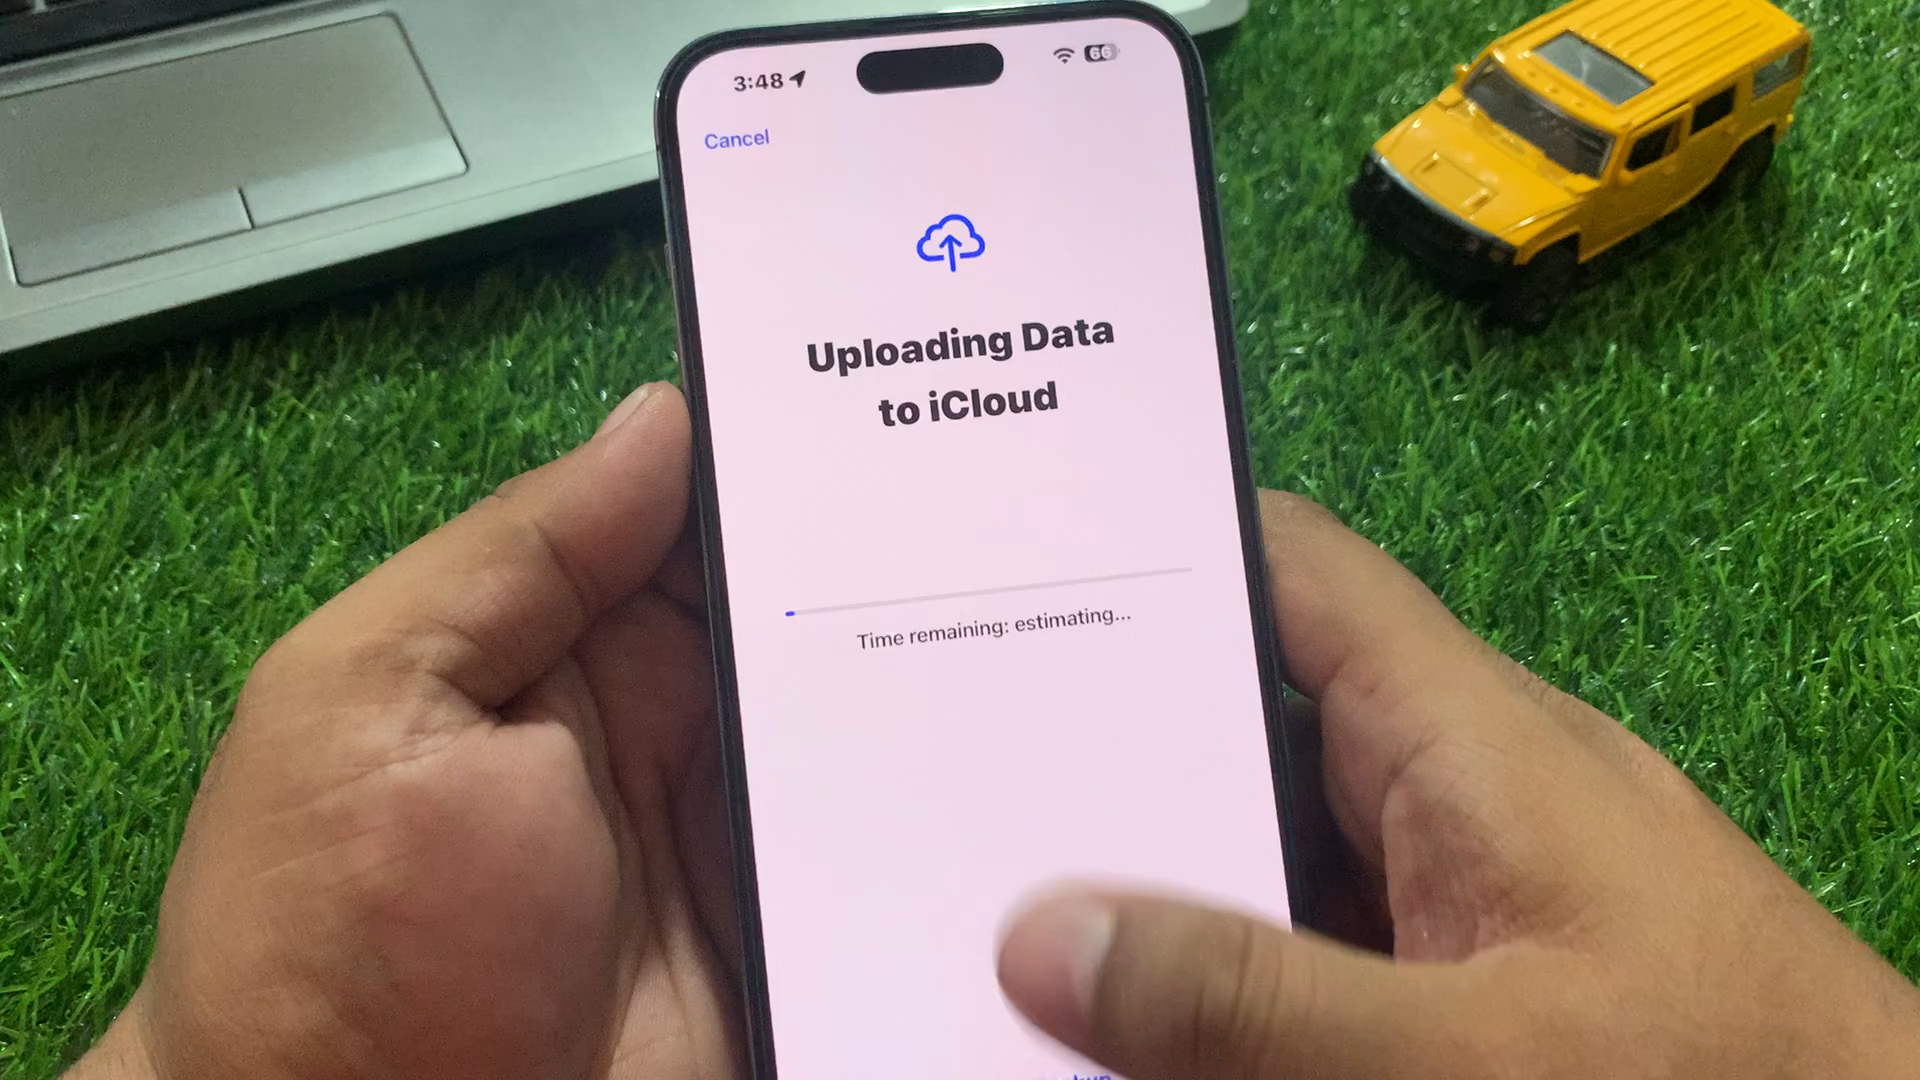 3:48
66
Cancel
Uploading Data
to iCloud
Time remaining: estimating...